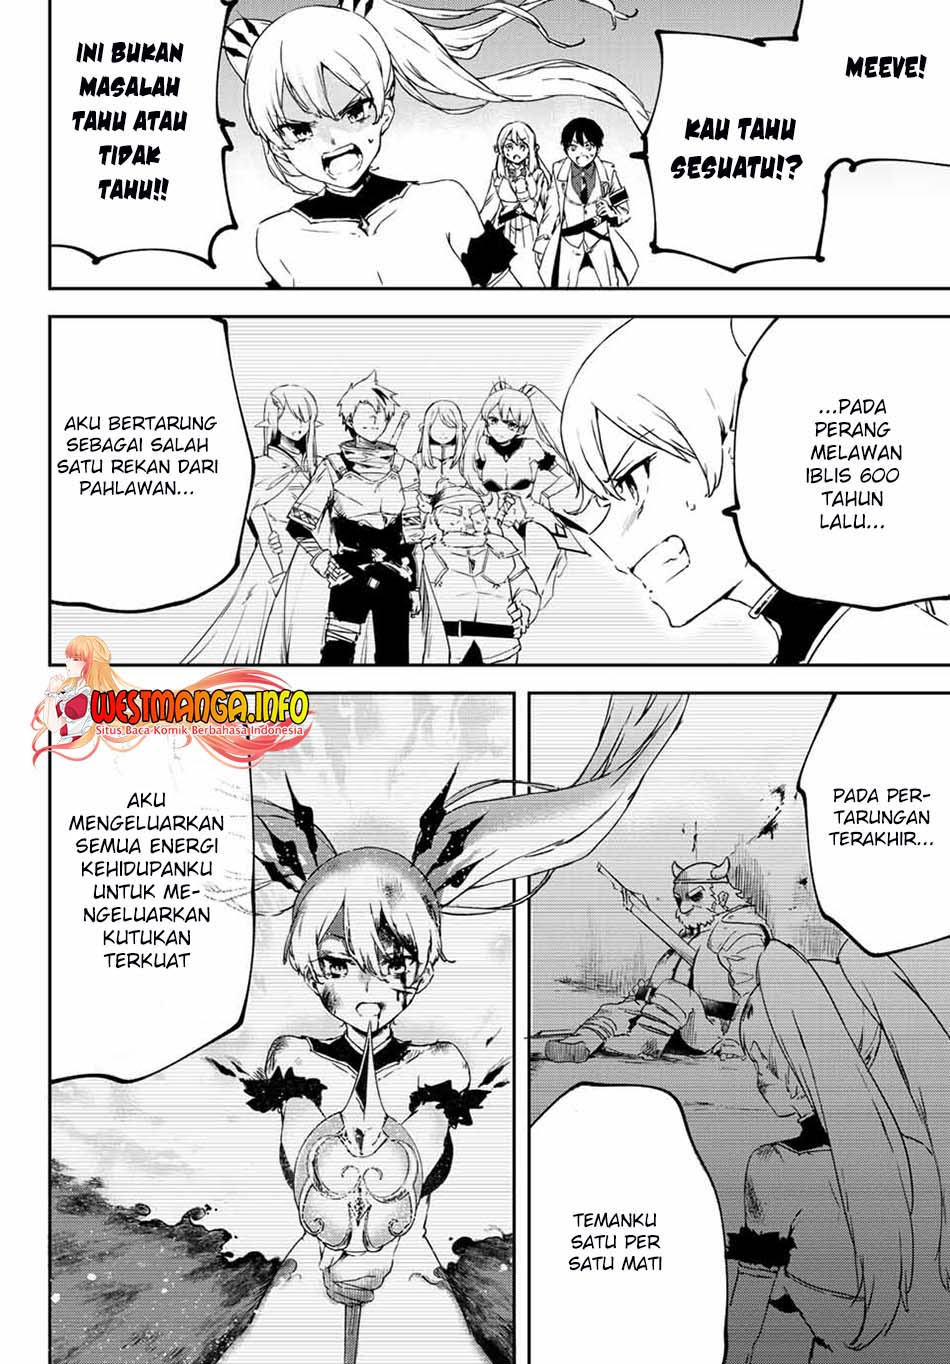 MEEVE!
KAU TAHU
SESUATU!?
INI BUKAN
MASALAH
TAHU ATAU
TIDAK
TAHU!!
...PADA
PERANG
MELAWAN
IBLIS 600
TAHUN
LALU...
AKU BERTARUNG
SEBAGAI SALAH
SATU REKAN DARI
PAHLAWAN...
WESTMANGA.INFO
Situs Baca Komik Berbahasa Indonesia
PADA PER-
TARUNGAN
TERAKHIR...
TEMANKU
SATU PER
SATU MATI
AKU
MENGELUARKAN
SEMUA ENERGI
KEHIDUPANKU
UNTUK ME-
NGELUARKAN
KUTUKAN
TERKUAT